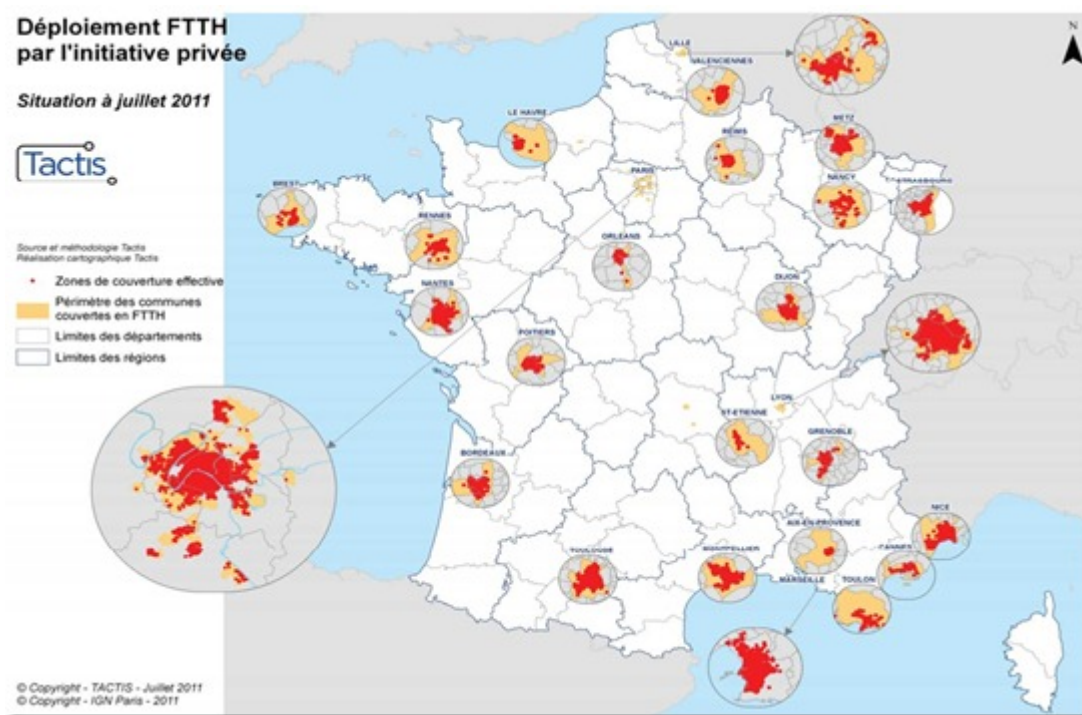 Déploiement FTTH
par l'initiative privée
Situation à juillet 2011
Tactis
Source et méthodologie Tactis
Réalisation cartographique Tactis
Zones de couverture effective
Périmètre des communes
couvertes en FTTH
Limites des départements
Limites des régions
N
LILLE
VALENCIENNES
LE HAVRE
REIMS
METZ
PARIS
NANCY
STRASBOURG
BREST
RENNES
ORLEANS
NANTES
DIJON
POITIERS
LYON
ST-ETIENNE
GRENOBLE
BORDEAUX
AIX-EN-PROVENCE
NICE
CANNES
TOULOUSE
MONTPELLIER
MARSEILLE
TOULON
© Copyright - TACTIS - Juillet 2011
© Copyright - IGN Paris - 2011